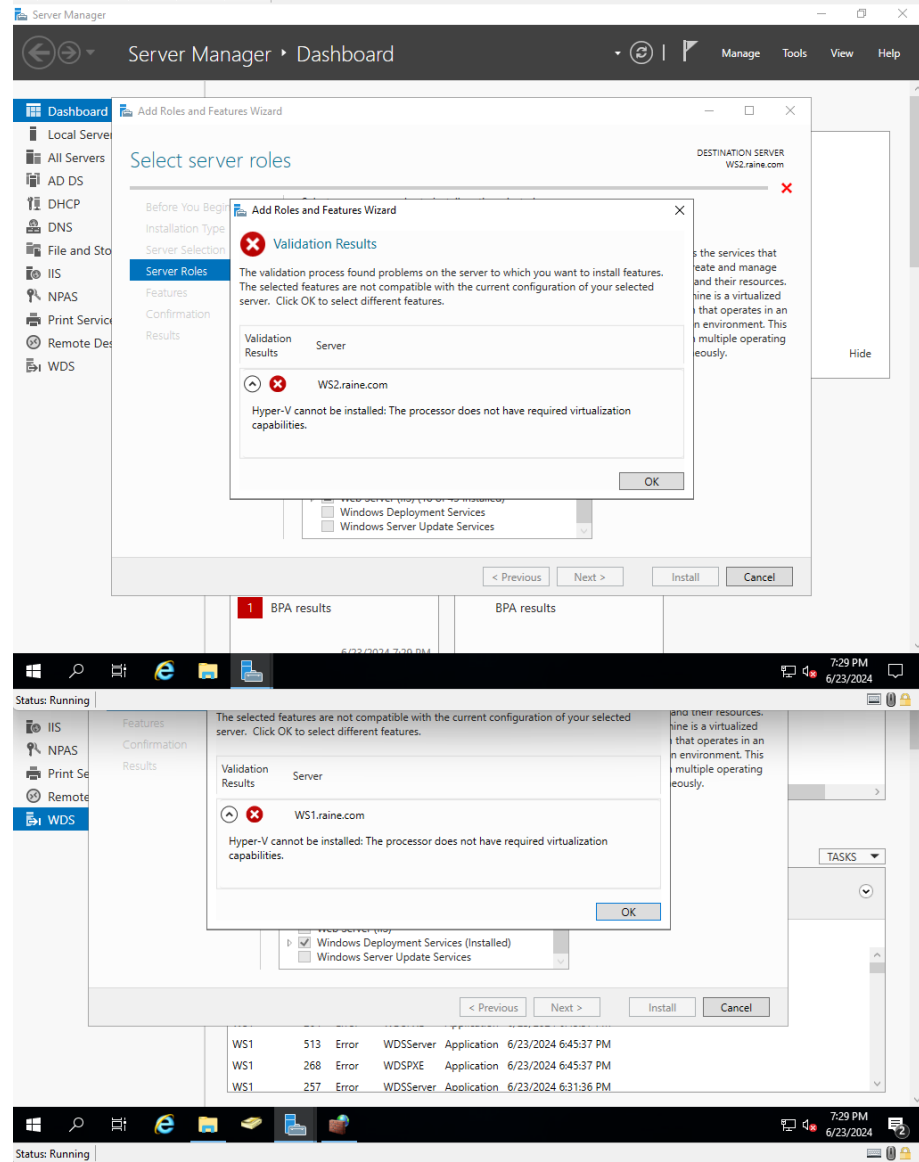 Server Manager
Server Manager ‣ Dashboard
Manage Tools View Help
Dashboard
Local Server
All Servers
AD DS
DHCP
DNS
File and Sto
IIS
NPAS
Print Service
Remote Des
WDS
Add Roles and Features Wizard
Select server roles
DESTINATION SERVER
WS2.raine.com
Before You Begin
Installation Type
Server Selection
Server Roles
Features
Confirmation
Results
Add Roles and Features Wizard
Validation Results
The validation process found problems on the server to which you want to install features.
The selected features are not compatible with the current configuration of your selected
server. Click OK to select different features.
Validation
Results
Server
WS2.raine.com
Hyper-V cannot be installed: The processor does not have required virtualization
capabilities.
OK
s the services that
reate and manage
and their resources.
hine is a virtualized
that operates in an
n environment. This
multiple operating
eously.
Hide
Windows Deployment Services
Windows Server Update Services
< Previous Next > Install Cancel
1 BPA results
BPA results
6/23/2024 7:29 PM
7:29 PM
6/23/2024
Status: Running
IIS
NPAS
Print Se
Remote
WDS
Features
Confirmation
Results
The selected features are not compatible with the current configuration of your selected
server. Click OK to select different features.
Validation
Results
Server
WS1.raine.com
Hyper-V cannot be installed: The processor does not have required virtualization
capabilities.
OK
and their resources.
hine is a virtualized
that operates in an
n environment. This
multiple operating
eously.
TASKS
Windows Deployment Services (Installed)
Windows Server Update Services
< Previous Next > Install Cancel
WS1 513 Error WDSServer Application 6/23/2024 6:45:37 PM
WS1 268 Error WDSPXE Application 6/23/2024 6:45:37 PM
WS1 257 Error WDSServer Application 6/23/2024 6:31:36 PM
7:29 PM
6/23/2024
2
Status: Running